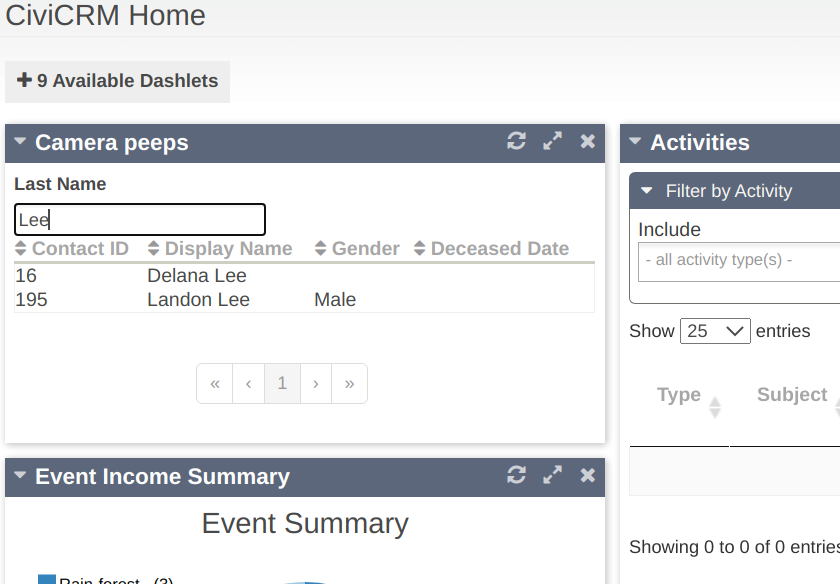 CiviCRM Home
9 Available Dashlets
Camera peeps
Last Name
Lee
Contact ID Display Name Gender Deceased Date
16 Delana Lee
195 Landon Lee Male
« ‹ 1 › »
Event Income Summary
Event Summary
Rain-forest - (3)
Activities
Filter by Activity
Include
- all activity type(s) -
Show 25 entries
Type Subject
Showing 0 to 0 of 0 entries